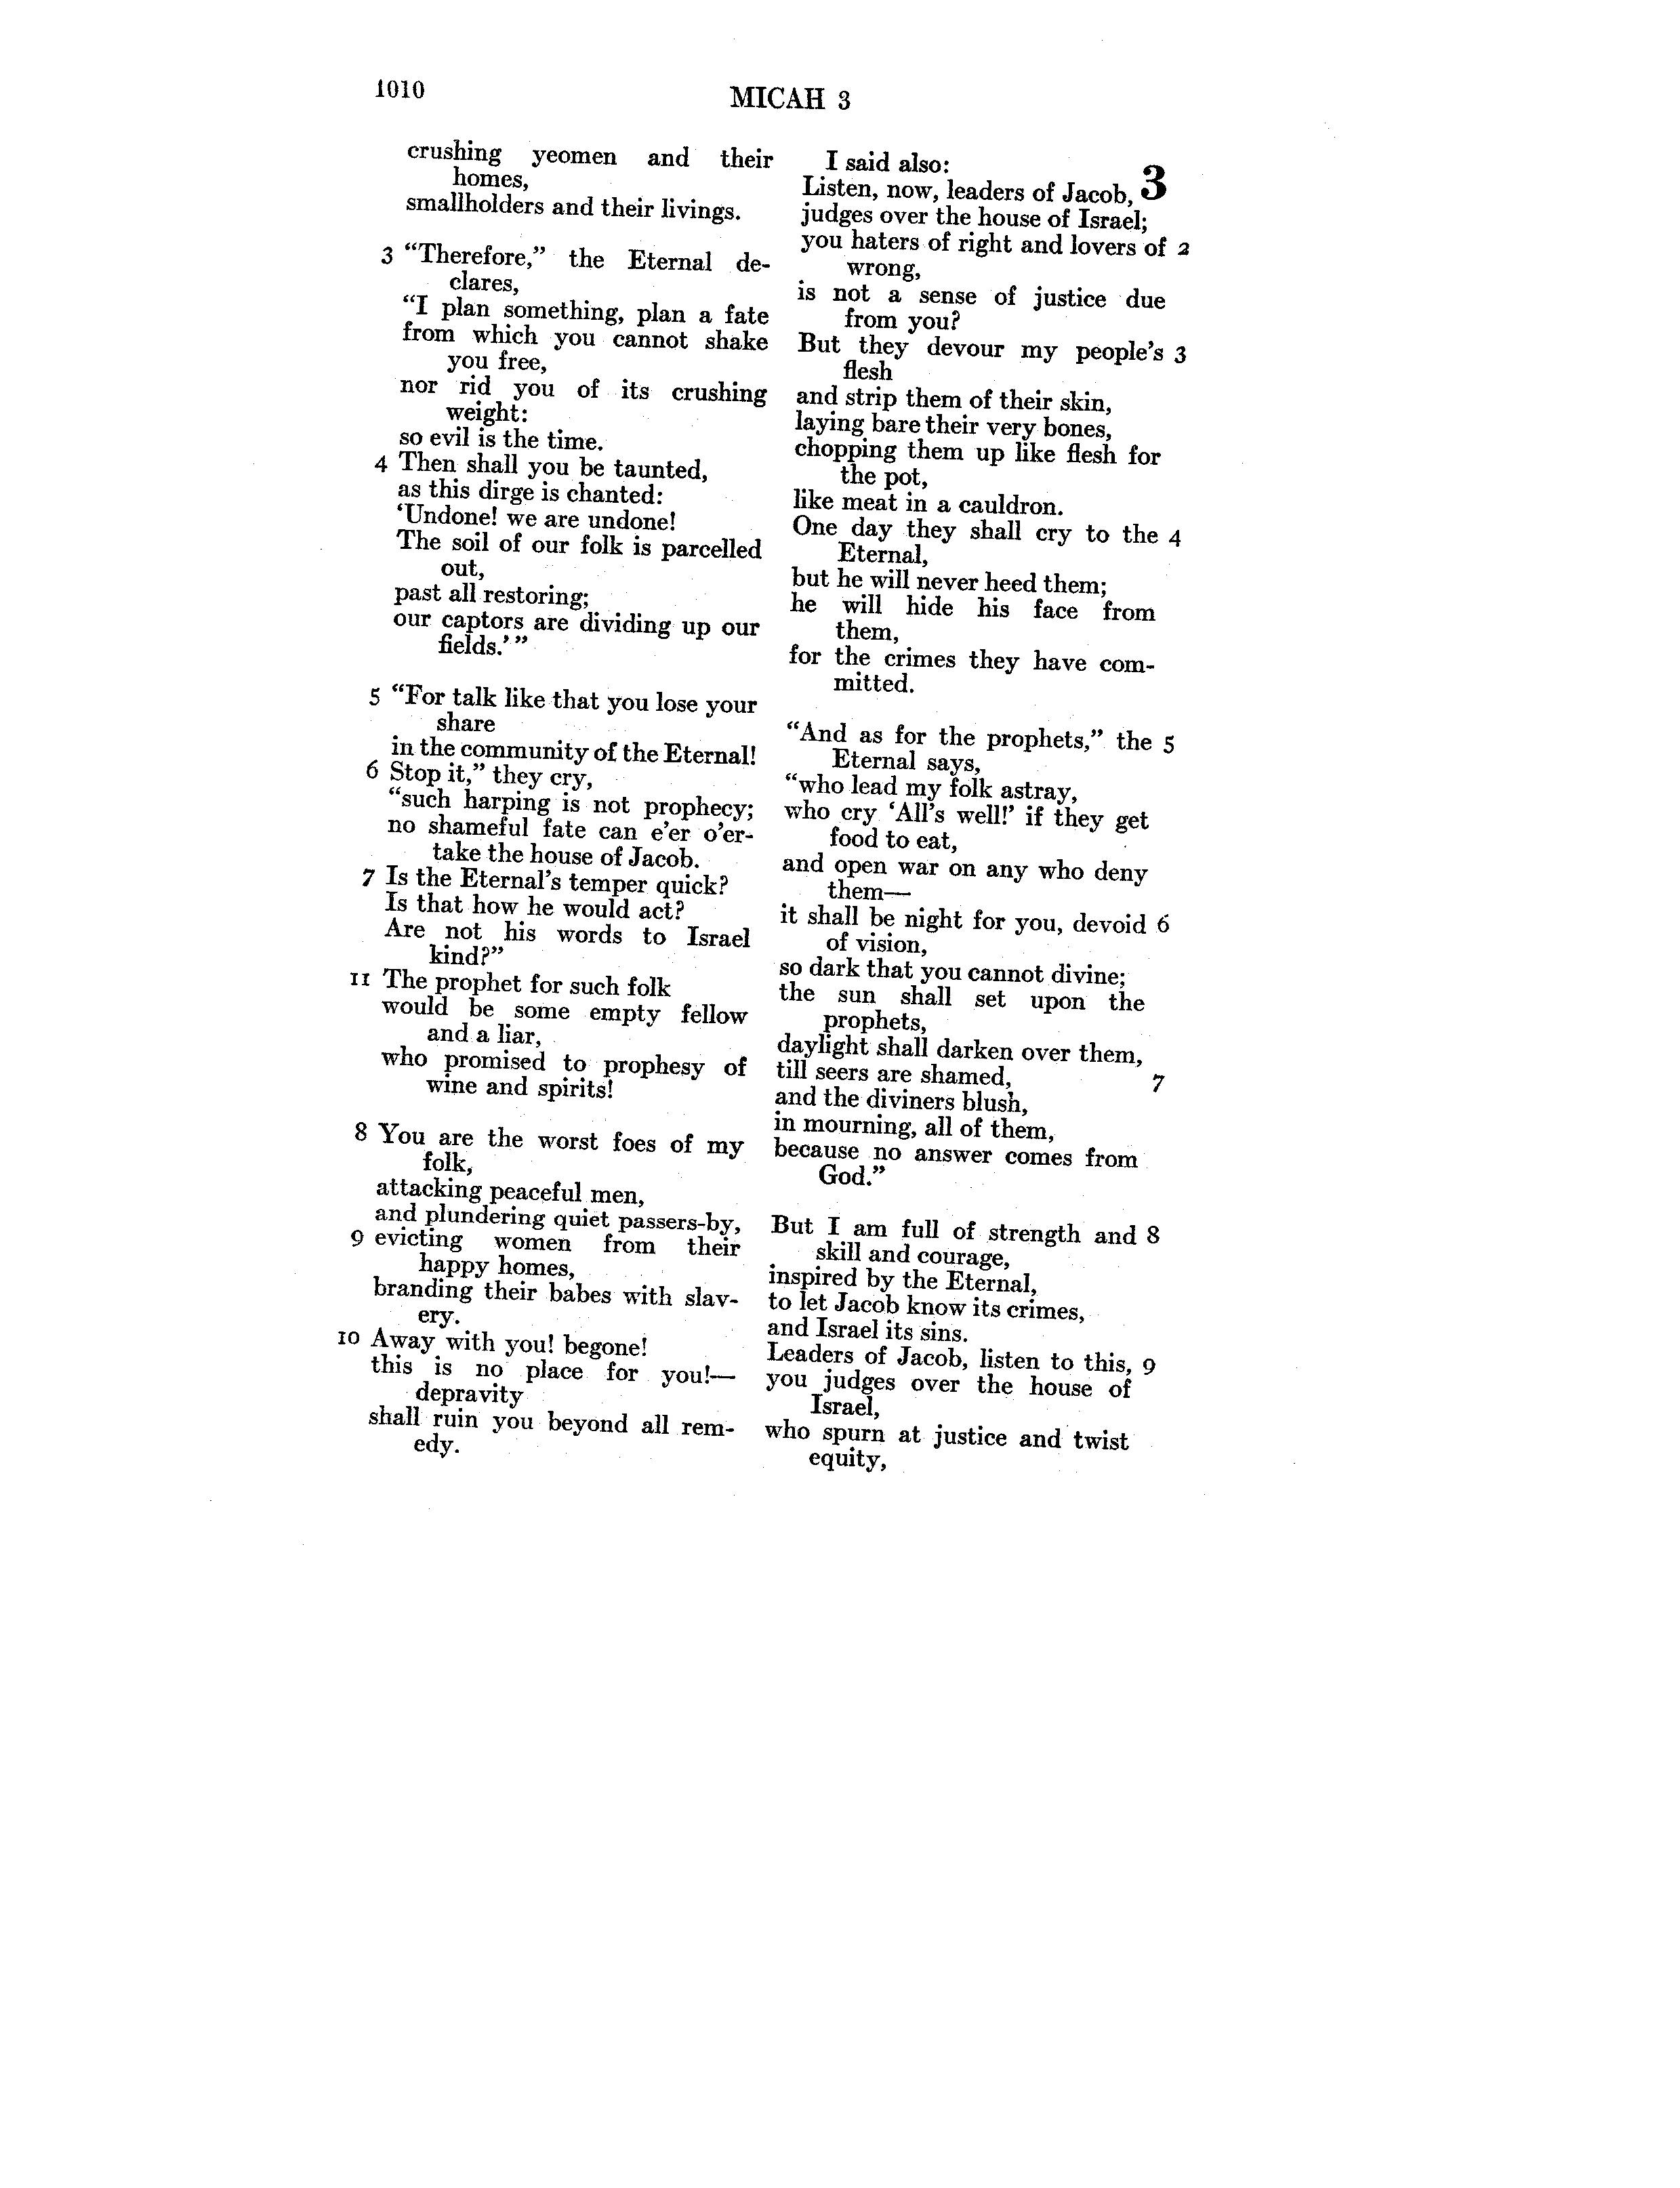 1010
MICAH 3
crushing yeomen and their
homes,
smallholders and their livings.
3 “Therefore,” the Eternal de-
clares,
“I plan something, plan a fate
from which you cannot shake
you free,
nor rid you of its crushing
weight:
so evil is the time.
4 Then shall you be taunted,
as this dirge is chanted:
‘Undone! we are undone!
The soil of our folk is parcelled
out,
past all restoring;
our captors are dividing up our
fields.’”
5 “For talk like that you lose your
share
in the community of the Eternal!
6 Stop it,” they cry,
“such harping is not prophecy;
no shameful fate can e’er o’er-
take the house of Jacob.
7 Is the Eternal’s temper quick?
Is that how he would act?
Are not his words to Israel
kind?”
11 The prophet for such folk
would be some empty fellow
and a liar,
who promised to prophesy of
wine and spirits!
8 You are the worst foes of my
folk,
attacking peaceful men,
and plundering quiet passers-by,
9 evicting women from their
happy homes,
branding their babes with slav-
ery.
10 Away with you! begone!
this is no place for you!—
depravity
shall ruin you beyond all rem-
edy.
I said also:
Listen, now, leaders of Jacob, 3
judges over the house of Israel;
you haters of right and lovers of 2
wrong,
is not a sense of justice due
from you?
But they devour my people’s 3
flesh
and strip them of their skin,
laying bare their very bones,
chopping them up like flesh for
the pot,
like meat in a cauldron.
One day they shall cry to the 4
Eternal,
but he will never heed them;
he will hide his face from
them,
for the crimes they have com-
mitted.
“And as for the prophets,” the 5
Eternal says,
“who lead my folk astray,
who cry ‘All’s well!’ if they get
food to eat,
and open war on any who deny
them—
it shall be night for you, devoid 6
of vision,
so dark that you cannot divine;
the sun shall set upon the
prophets,
daylight shall darken over them,
till seers are shamed, 7
and the diviners blush,
in mourning, all of them,
because no answer comes from
God.”
But I am full of strength and 8
skill and courage,
inspired by the Eternal,
to let Jacob know its crimes,
and Israel its sins.
Leaders of Jacob, listen to this, 9
you judges over the house of
Israel,
who spurn at justice and twist
equity,